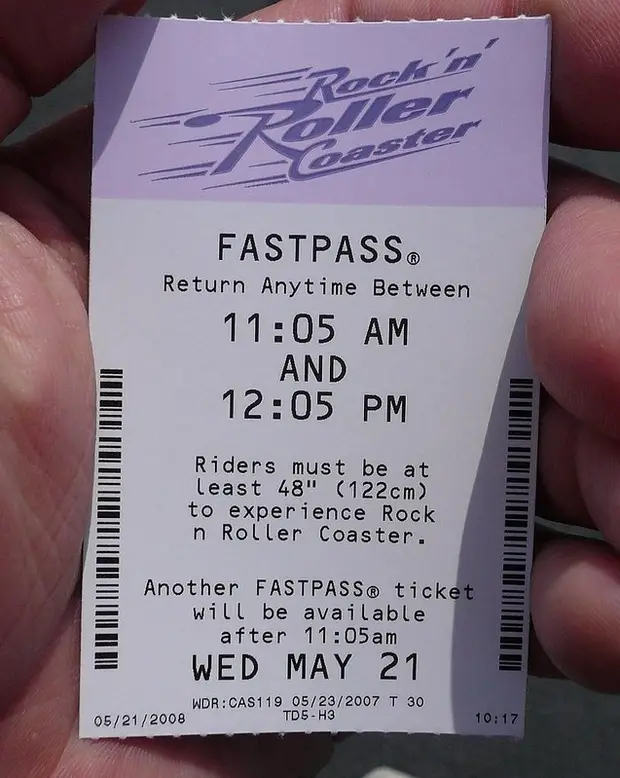 Rock 'n'
Roller
Coaster
FASTPASS®
Return Anytime Between
11:05 AM
AND
12:05 PM
Riders must be at
least 48" (122cm)
to experience Rock
n Roller Coaster.
Another FASTPASS® ticket
will be available
after 11:05am
WED MAY 21
WDR:CAS119 05/23/2007 T 30
05/21/2008 TDS-H3 10:17